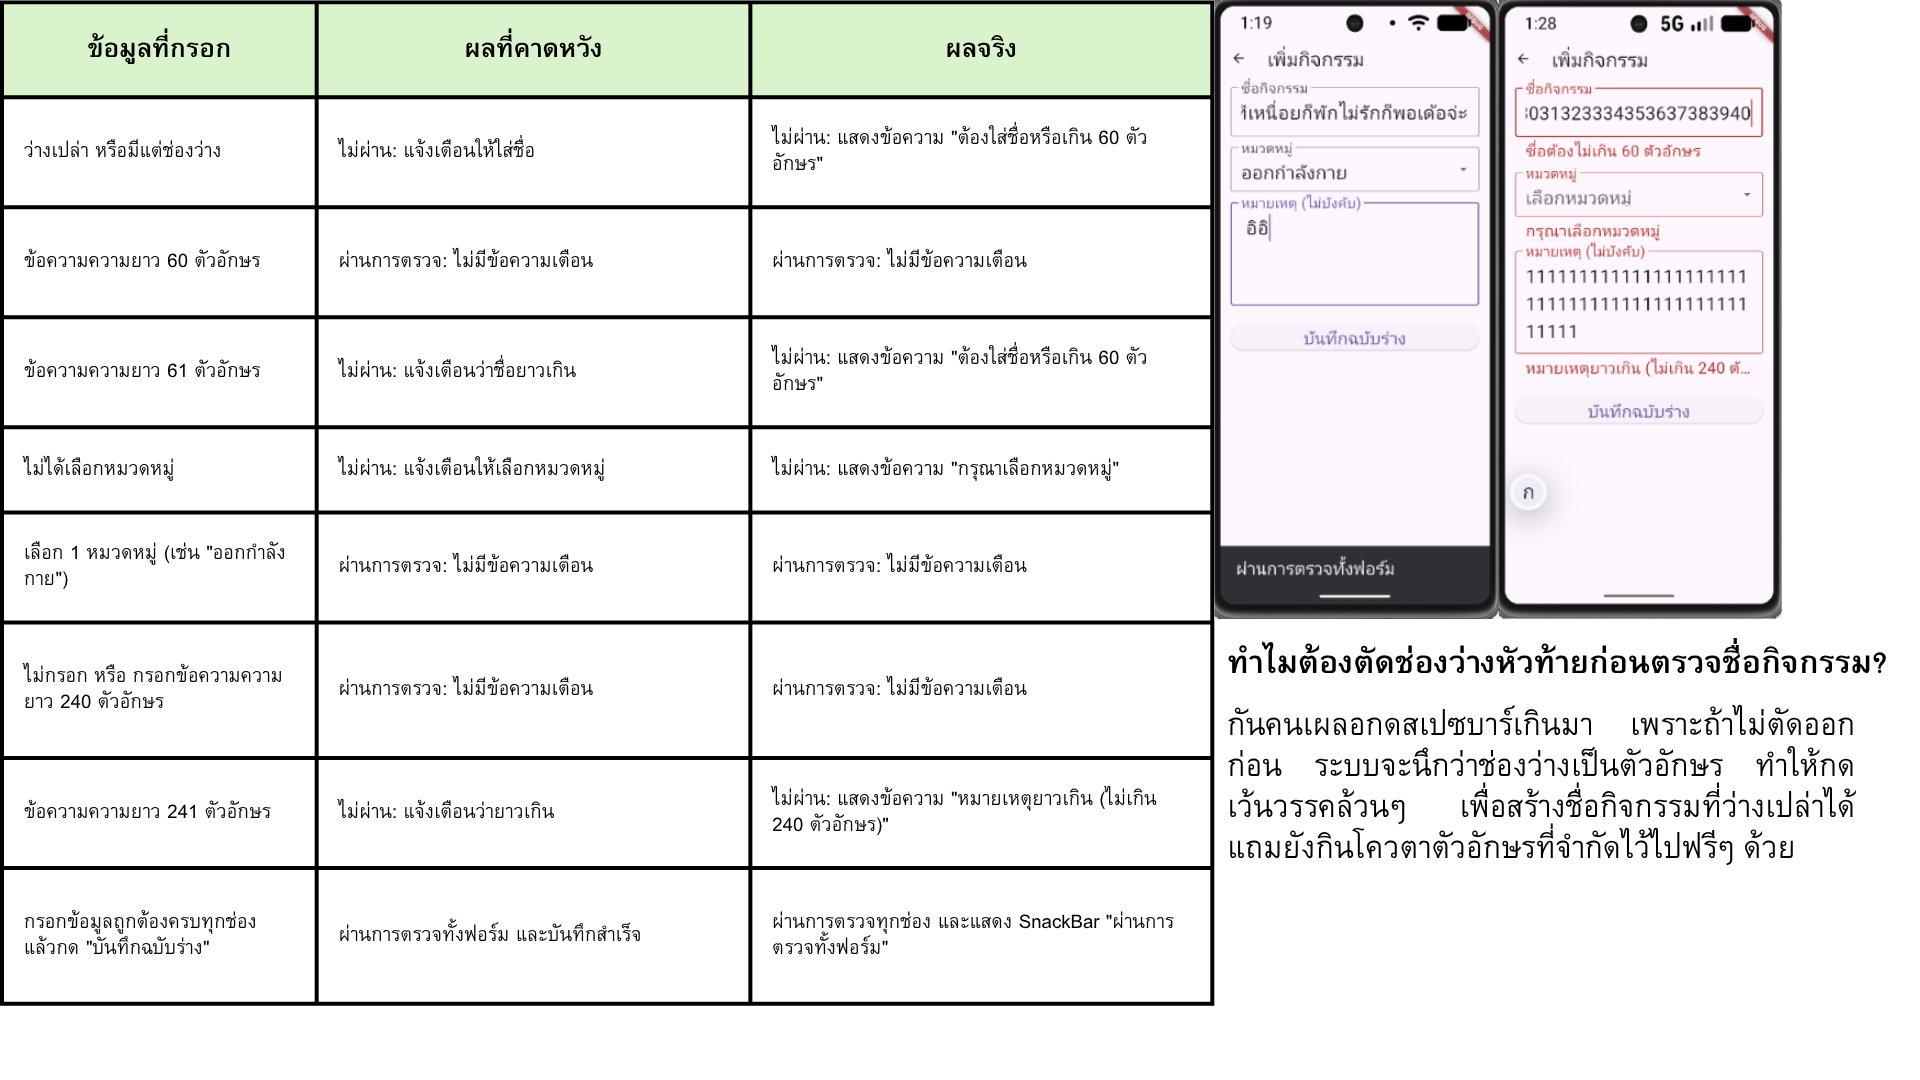 ข้อมูลที่กรอก
ผลที่คาดหวัง
ผลจริง
ว่างเปล่า หรือมีแต่ช่องว่าง
ไม่ผ่าน: แจ้งเตือนให้ใส่ชื่อ
ไม่ผ่าน: แสดงข้อความ "ต้องใส่ชื่อหรือเกิน 60 ตัว
อักษร"
ข้อความความยาว 60 ตัวอักษร
ผ่านการตรวจ: ไม่มีข้อความเตือน
ผ่านการตรวจ: ไม่มีข้อความเตือน
ข้อความความยาว 61 ตัวอักษร
ไม่ผ่าน: แจ้งเตือนว่าชื่อยาวเกิน
ไม่ผ่าน: แสดงข้อความ "ต้องใส่ชื่อหรือเกิน 60 ตัว
อักษร"
ไม่ได้เลือกหมวดหมู่
ไม่ผ่าน: แจ้งเตือนให้เลือกหมวดหมู่
ไม่ผ่าน: แสดงข้อความ "กรุณาเลือกหมวดหมู่"
เลือก 1 หมวดหมู่ (เช่น "ออกกำลัง
กาย")
ผ่านการตรวจ: ไม่มีข้อความเตือน
ผ่านการตรวจ: ไม่มีข้อความเตือน
ไม่กรอก หรือ กรอกข้อความความ
ยาว 240 ตัวอักษร
ผ่านการตรวจ: ไม่มีข้อความเตือน
ผ่านการตรวจ: ไม่มีข้อความเตือน
ข้อความความยาว 241 ตัวอักษร
ไม่ผ่าน: แจ้งเตือนว่ายาวเกิน
ไม่ผ่าน: แสดงข้อความ "หมายเหตุยาวเกิน (ไม่เกิน
240 ตัวอักษร)"
กรอกข้อมูลถูกต้องครบทุกช่อง
แล้วกด "บันทึกฉบับร่าง"
ผ่านการตรวจทั้งฟอร์ม และบันทึกสำเร็จ
ผ่านการตรวจทุกช่อง และแสดง SnackBar "ผ่านการ
ตรวจทั้งฟอร์ม"
1:19
เพิ่มกิจกรรม
ชื่อกิจกรรม
เหนื่อยก็พักไม่รักก็พอเด้อจ่ะ
หมวดหมู่
ออกกำลังกาย
หมายเหตุ (ไม่บังคับ)
อิอิ
บันทึกฉบับร่าง
ผ่านการตรวจทั้งฟอร์ม
1:28
5G
เพิ่มกิจกรรม
ชื่อกิจกรรม
031323334353637383940
ชื่อต้องไม่เกิน 60 ตัวอักษร
หมวดหมู่
เลือกหมวดหมู่
กรุณาเลือกหมวดหมู่
หมายเหตุ (ไม่บังคับ)
111111111111111111111
111111111111111111111
11111
หมายเหตุยาวเกิน (ไม่เกิน 240 ตั...
บันทึกฉบับร่าง
ก
ทำไมต้องตัดช่องว่างหัวท้ายก่อนตรวจชื่อกิจกรรม?
กันคนเผลอกดสเปซบาร์เกินมา เพราะถ้าไม่ตัดออก
ก่อน ระบบจะนึกว่าช่องว่างเป็นตัวอักษร ทำให้กด
เว้นวรรคล้วนๆ เพื่อสร้างชื่อกิจกรรมที่ว่างเปล่าได้
แถมยังกินโควตาตัวอักษรที่จำกัดไว้ไปฟรีๆ ด้วย